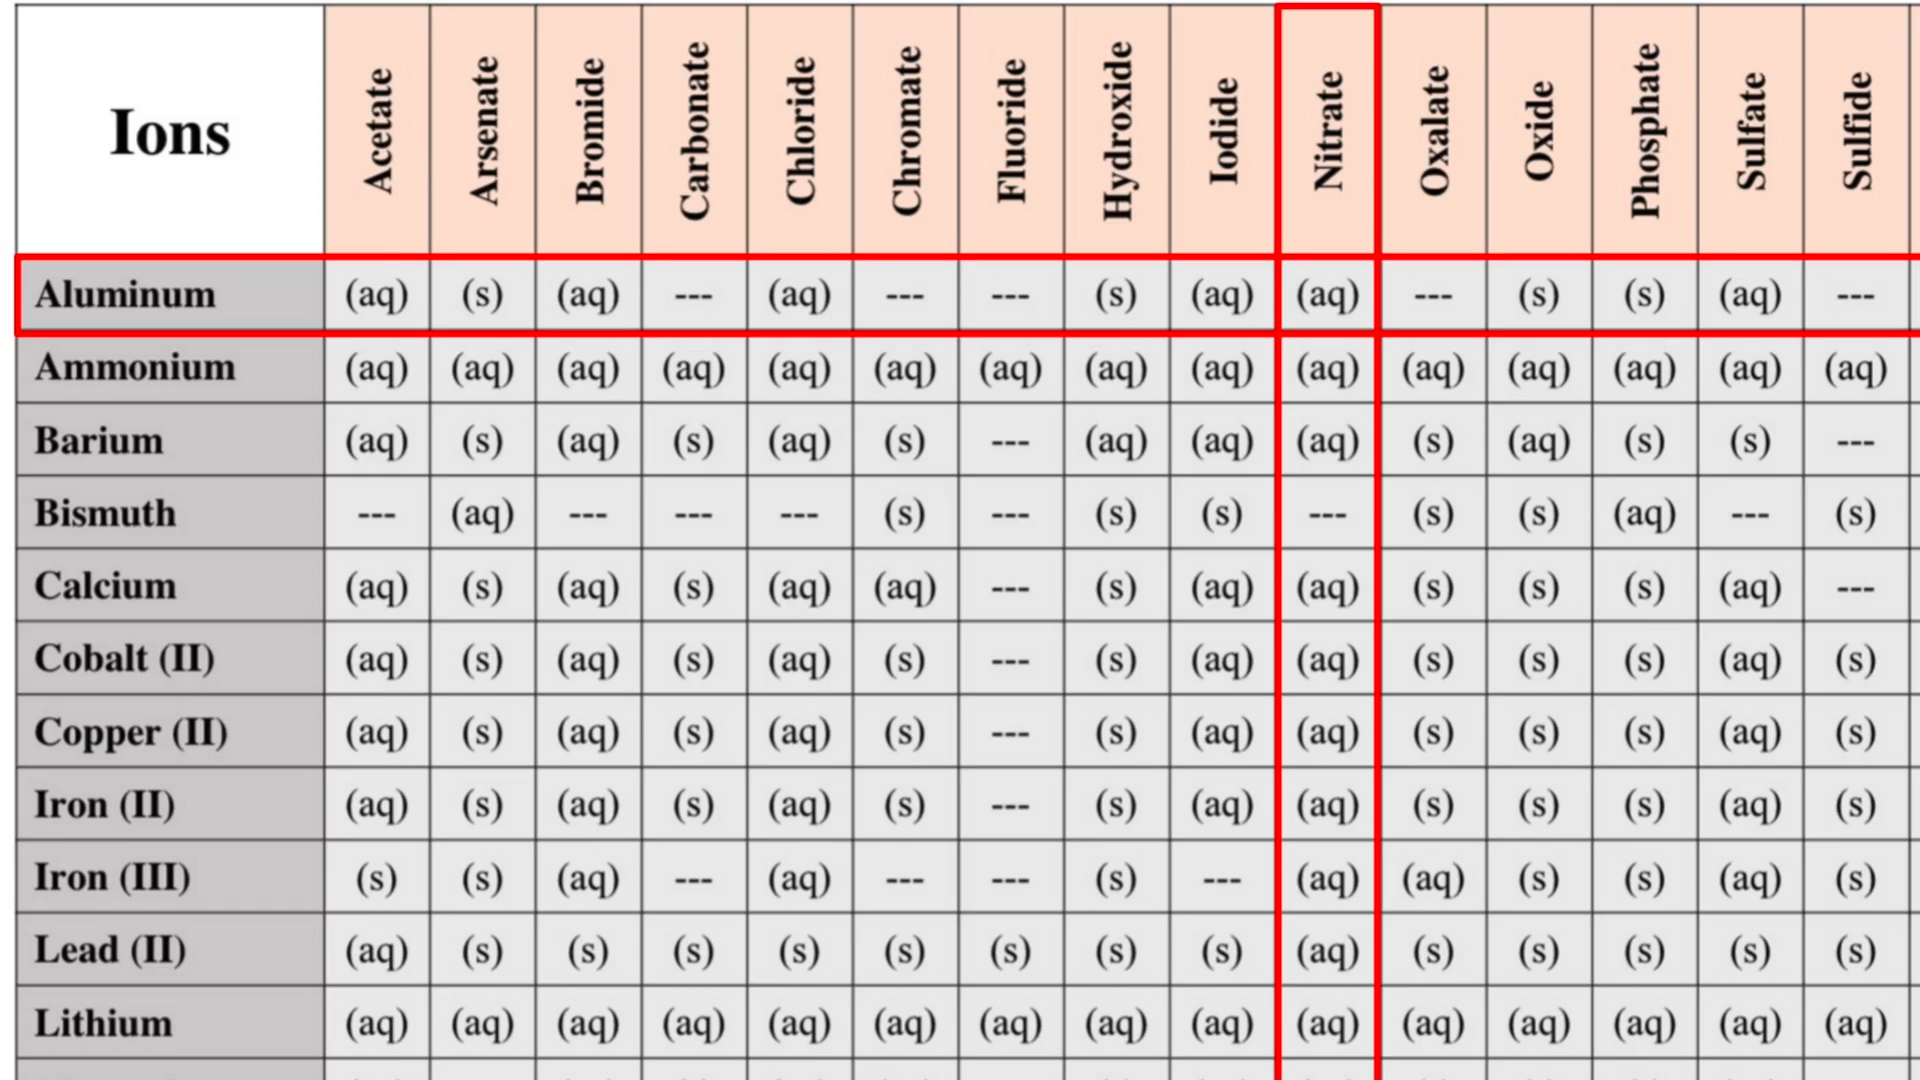 Ions Acetate Arsenate Bromide Carbonate Chloride Chromate Fluoride Hydroxide Iodide Nitrate Oxalate Oxide Phosphate Sulfate Sulfide
Aluminum (aq) (s) (aq) --- (aq) --- --- (s) (aq) (aq) --- (s) (s) (aq) ---
Ammonium (aq) (aq) (aq) (aq) (aq) (aq) (aq) (aq) (aq) (aq) (aq) (aq) (aq) (aq) (aq)
Barium (aq) (s) (aq) (s) (aq) (s) --- (aq) (aq) (aq) (s) (aq) (s) (s) ---
Bismuth --- (aq) --- --- --- (s) --- (s) (s) --- (s) (s) (aq) --- (s)
Calcium (aq) (s) (aq) (s) (aq) (aq) --- (s) (aq) (aq) (s) (s) (s) (aq) ---
Cobalt (II) (aq) (s) (aq) (s) (aq) (s) --- (s) (aq) (aq) (s) (s) (s) (aq) (s)
Copper (II) (aq) (s) (aq) (s) (aq) (s) --- (s) (aq) (aq) (s) (s) (s) (aq) (s)
Iron (II) (aq) (s) (aq) (s) (aq) (s) --- (s) (aq) (aq) (s) (s) (s) (aq) (s)
Iron (III) (s) (s) (aq) --- (aq) --- --- (s) --- (aq) (aq) (s) (s) (aq) (s)
Lead (II) (aq) (s) (s) (s) (s) (s) (s) (s) (s) (aq) (s) (s) (s) (s) (s)
Lithium (aq) (aq) (aq) (aq) (aq) (aq) (aq) (aq) (aq) (aq) (aq) (aq) (aq) (aq) (aq)